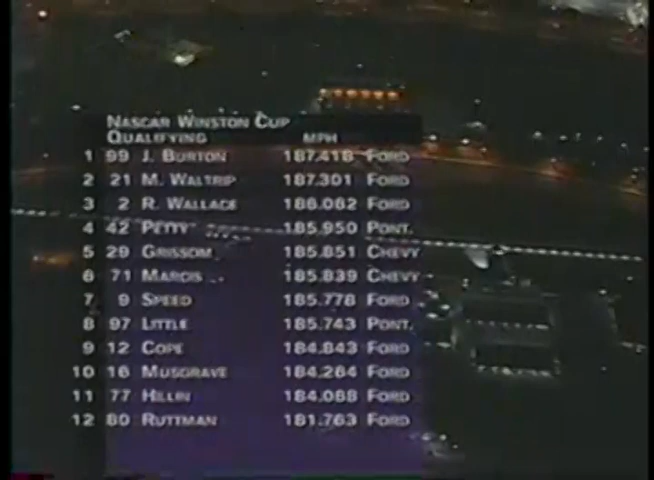 NASCAR WINSTON CUP
QUALIFYING MPH
1 99 J. BURTON 187.418 FORD
2 21 M. WALTRIP 187.301 FORD
3 2 R. WALLACE 186.082 FORD
4 42 PETTY 185.950 PONT.
5 29 GRISSOM 185.851 CHEVY
6 71 MARCIS 185.839 CHEVY
7 9 SPEED 185.778 FORD
8 97 LITTLE 185.743 PONT.
9 12 COPE 184.843 FORD
10 16 MUSGRAVE 184.264 FORD
11 77 HILLIN 184.088 FORD
12 80 RUTTMAN 181.763 FORD